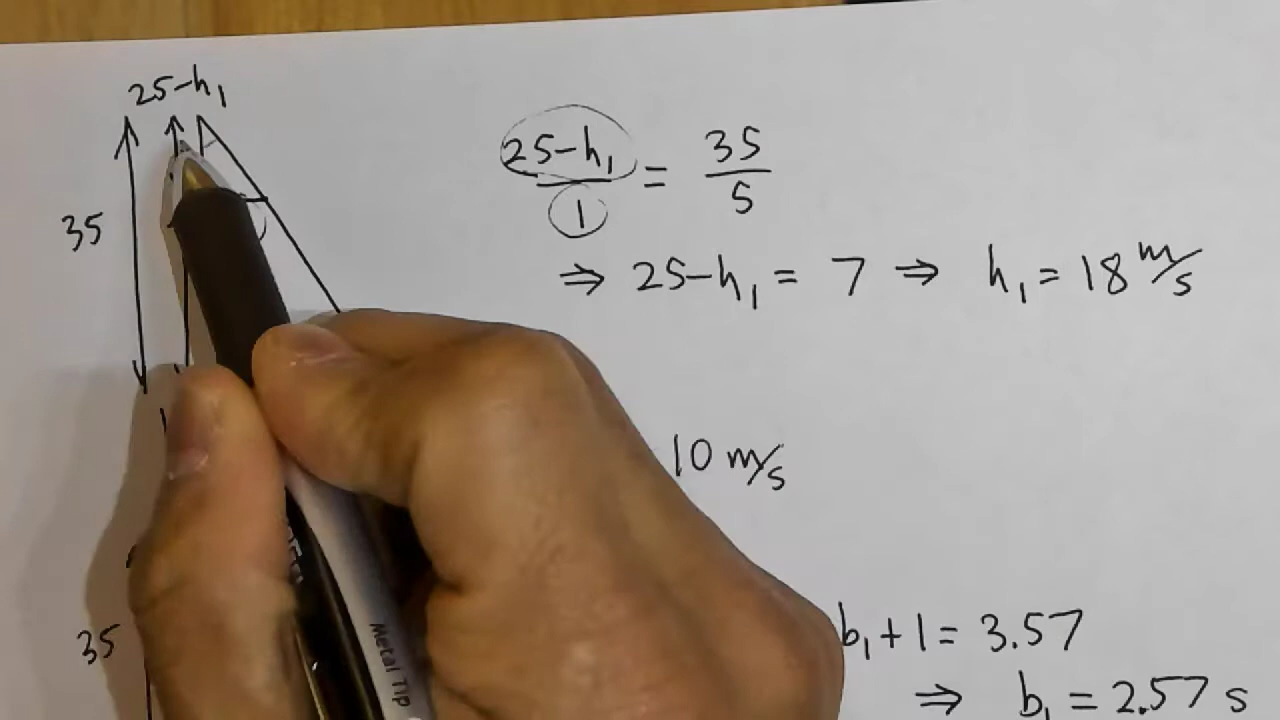 25-h₁
35
(25-h₁)/1 = 35/5
⇒ 25-h₁ = 7 ⇒ h₁ = 18 m/s
10 m/s
35
b₁+1 = 3.57
⇒ b₁ = 2.57 s
Metal Tip